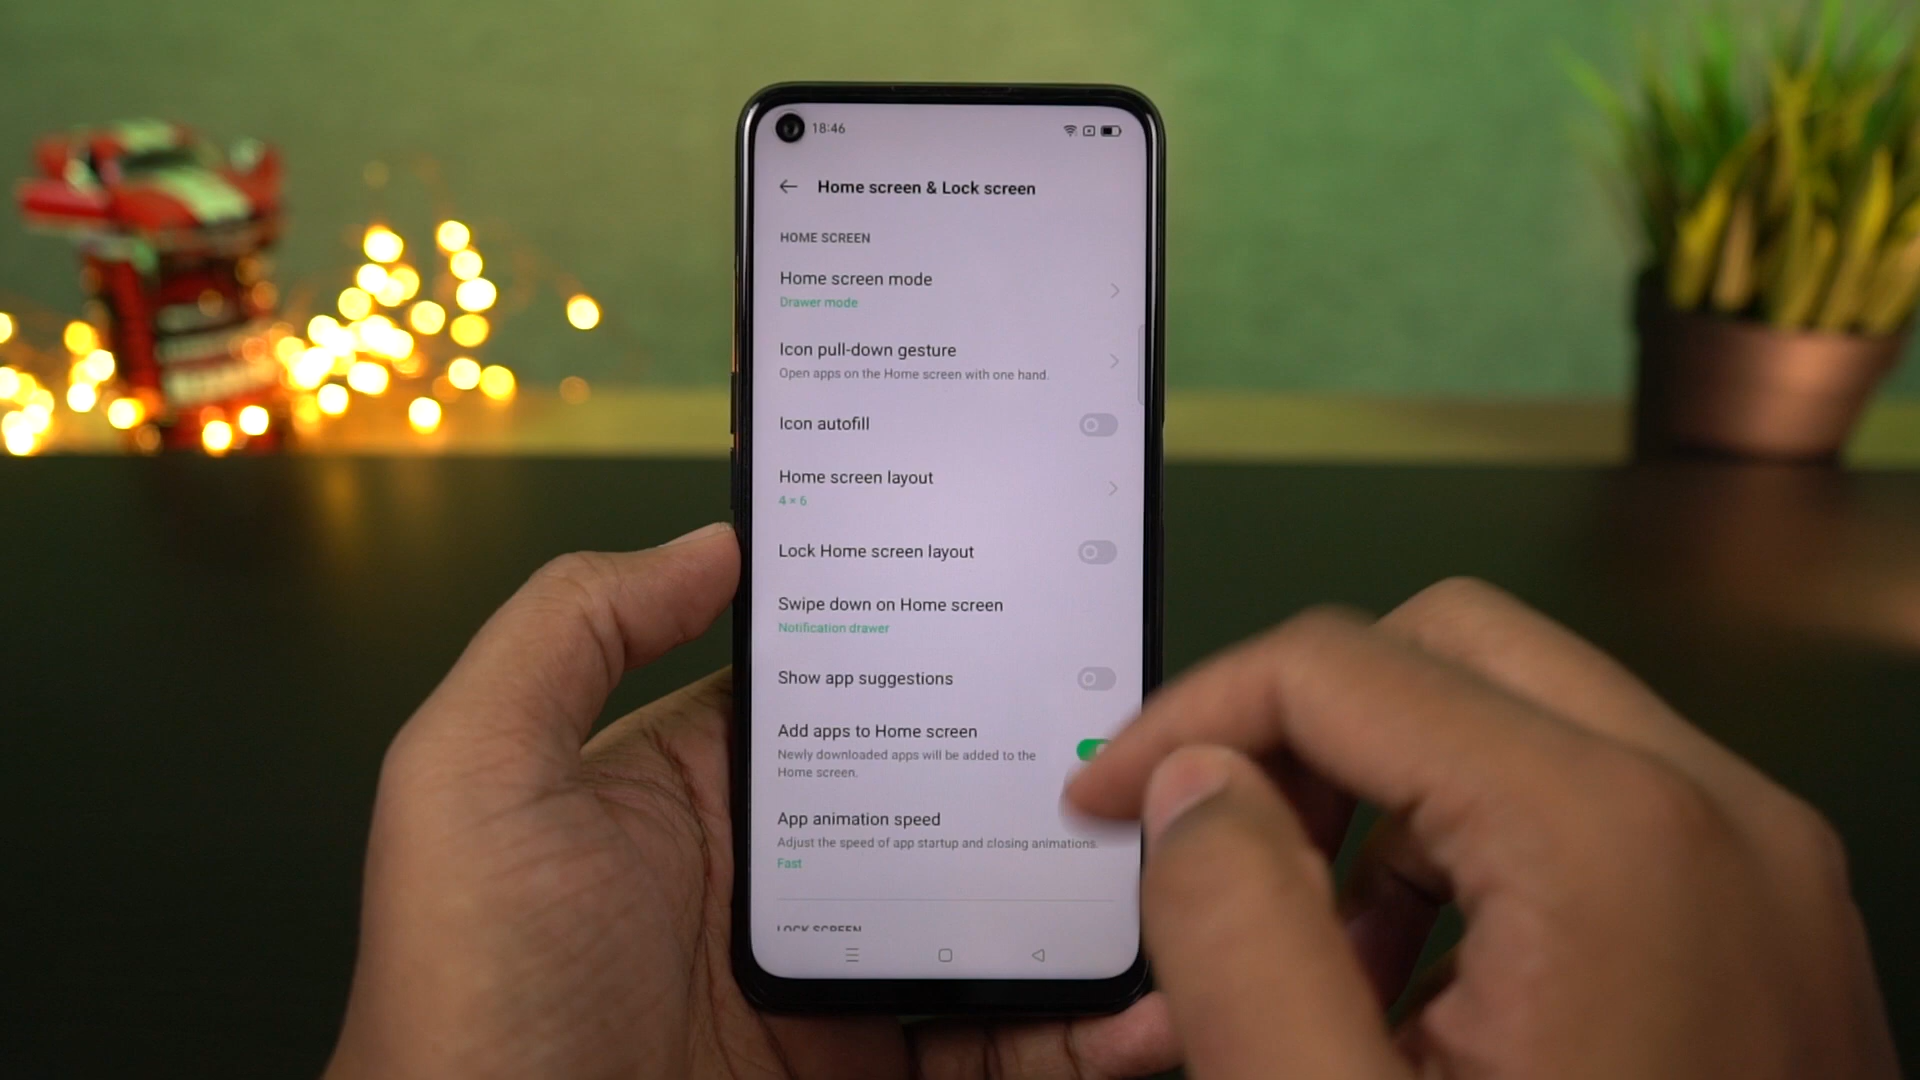 18:46
Home screen & Lock screen
HOME SCREEN
Home screen mode
Drawer mode
Icon pull-down gesture
Open apps on the Home screen with one hand.
Icon autofill
Home screen layout
4 × 6
Lock Home screen layout
Swipe down on Home screen
Notification drawer
Show app suggestions
Add apps to Home screen
Newly downloaded apps will be added to the
Home screen.
App animation speed
Adjust the speed of app startup and closing animations.
Fast
LOCK SCREEN